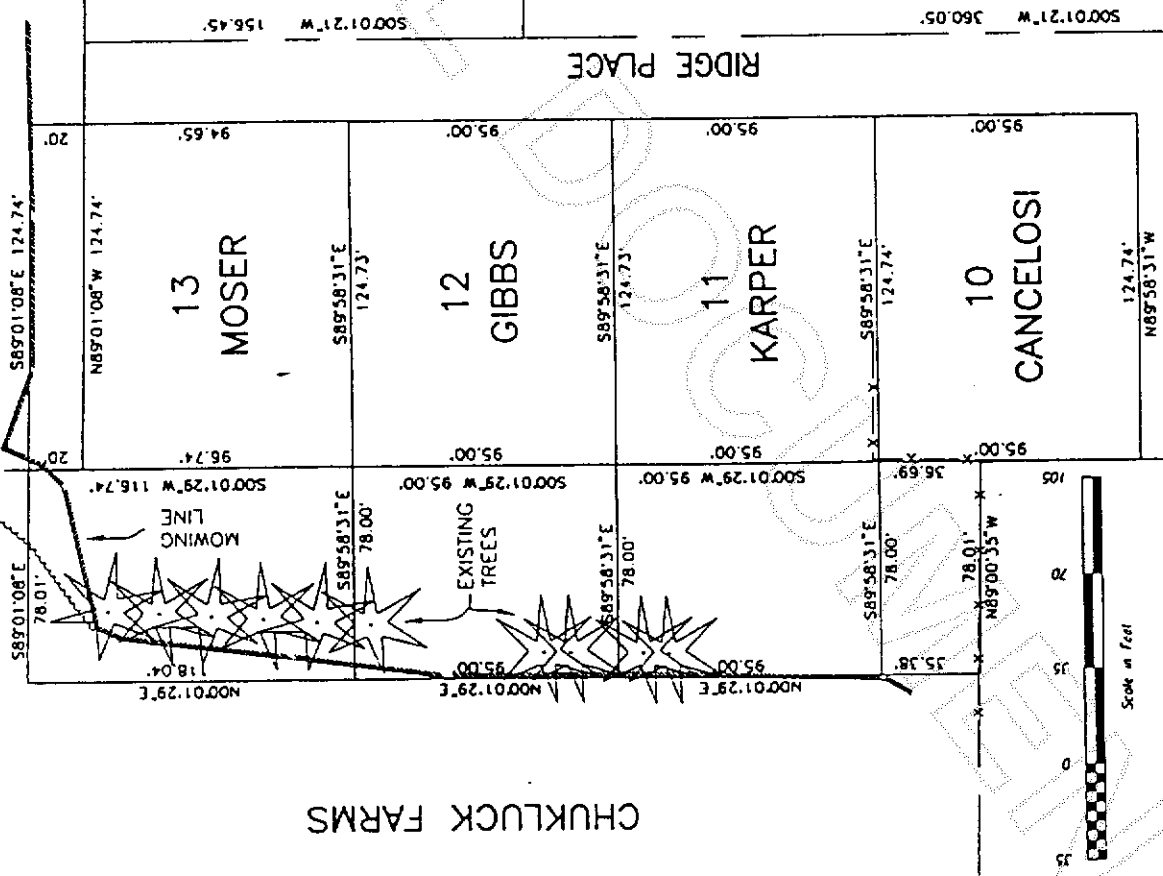 S00°01'21"W 156.45'
S00°01'21"W 360.05'
RIDGE PLACE
20'
94.65'
95.00'
95.00'
95.00'
S89°01'08"E 124.74'
N89°01'08"W 124.74'
13
MOSER
S89°58'31"E
124.73'
12
GIBBS
S89°58'31"E
124.73'
11
KARPER
S89°58'31"E
124.74'
10
CANCELOSI
124.74'
N89°58'31"W
20'
96.74'
95.00'
95.00'
95.00'
S00°01'29"W 116.74'
S00°01'29"W 95.00'
S00°01'29"W 95.00'
36.69'
MOWING
LINE
S89°01'08"E
78.01'
S89°58'31"E
78.00'
EXISTING
TREES
S89°58'31"E
78.00'
S89°58'31"E
78.00'
78.01'
N89°00'35"W
18.04'
95.00'
95.00'
35.38'
N00°01'29"E
N00°01'29"E
N00°01'29"E
CHUKLUCK FARMS
35
0
35
70
105
Scale in Feet
DOCUMEN